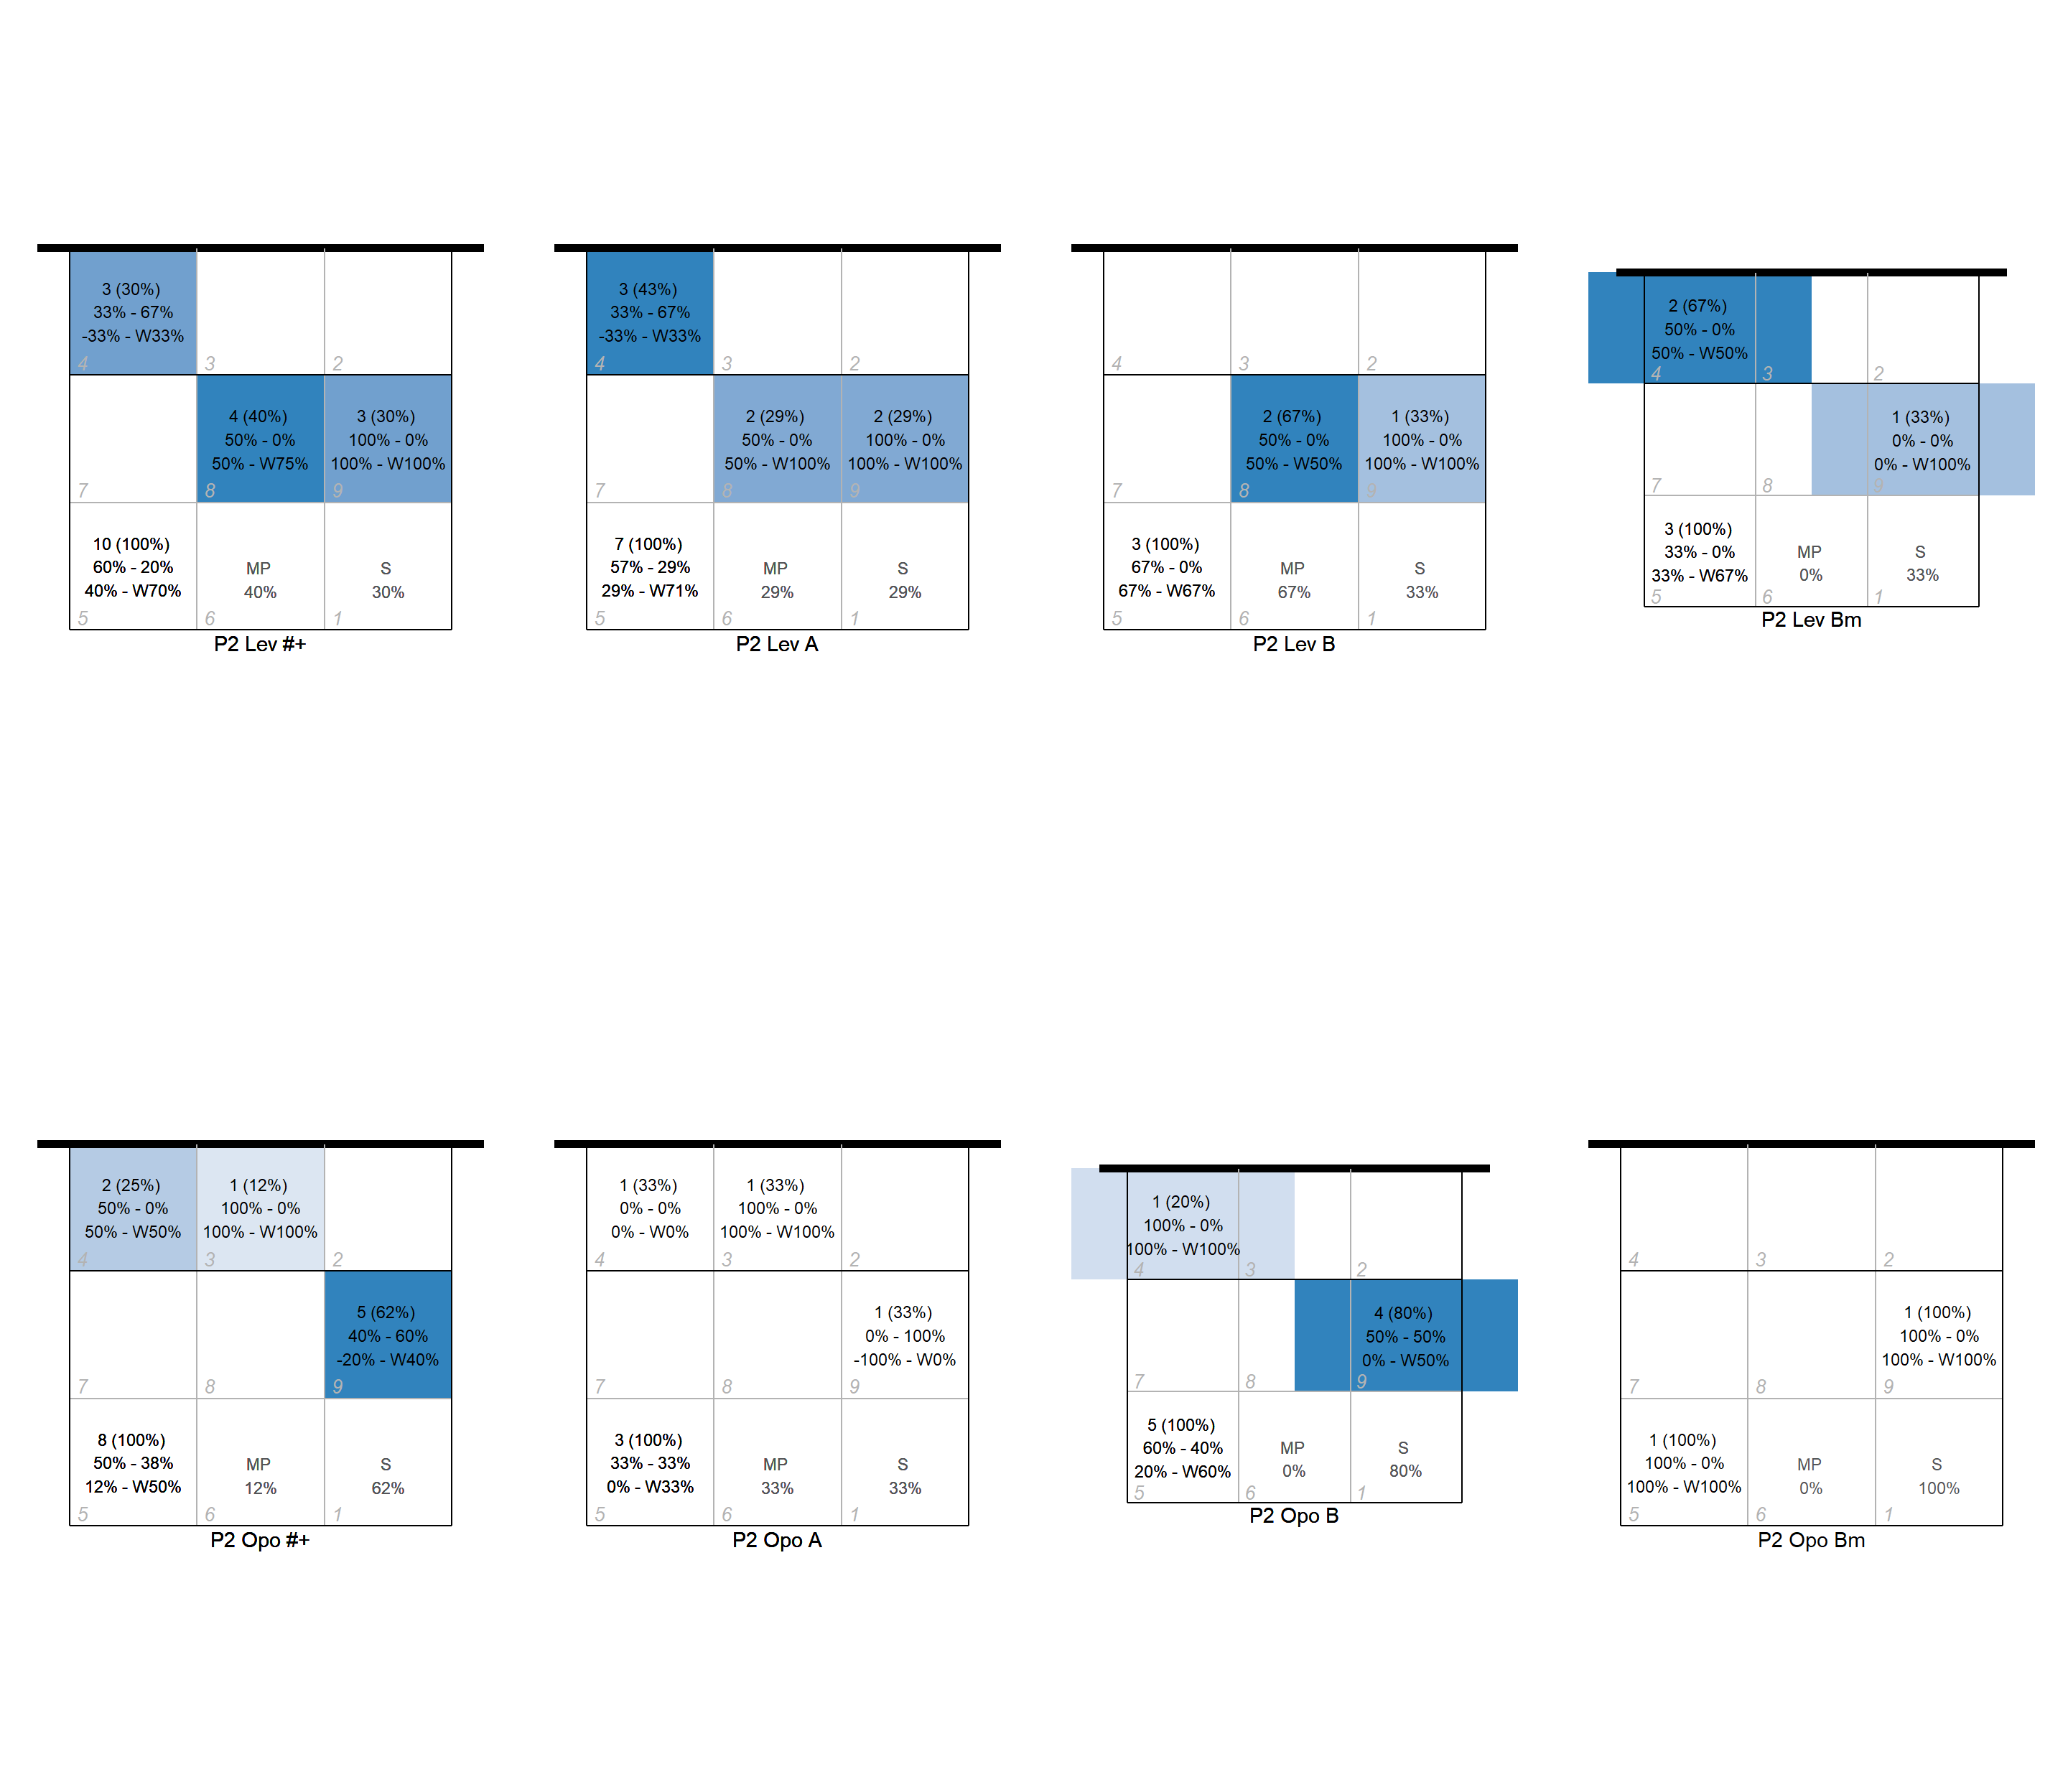 3 (30%)
33% - 67%
-33% - W33%
4
3
2
4 (40%)
50% - 0%
50% - W75%
3 (30%)
100% - 0%
100% - W100%
7
8
9
10 (100%)
60% - 20%
40% - W70%
MP
40%
S
30%
5
6
1
P2 Lev #+
3 (43%)
33% - 67%
-33% - W33%
4
3
2
2 (29%)
50% - 0%
50% - W100%
2 (29%)
100% - 0%
100% - W100%
7
8
9
7 (100%)
57% - 29%
29% - W71%
MP
29%
S
29%
5
6
1
P2 Lev A
4
3
2
2 (67%)
50% - 0%
50% - W50%
1 (33%)
100% - 0%
100% - W100%
7
8
9
3 (100%)
67% - 0%
67% - W67%
MP
67%
S
33%
5
6
1
P2 Lev B
2 (67%)
50% - 0%
50% - W50%
4
3
2
1 (33%)
0% - 0%
0% - W100%
7
8
9
3 (100%)
33% - 0%
33% - W67%
MP
0%
S
33%
5
6
1
P2 Lev Bm
2 (25%)
50% - 0%
50% - W50%
1 (12%)
100% - 0%
100% - W100%
4
3
2
5 (62%)
40% - 60%
-20% - W40%
7
8
9
8 (100%)
50% - 38%
12% - W50%
MP
12%
S
62%
5
6
1
P2 Opo #+
1 (33%)
0% - 0%
0% - W0%
1 (33%)
100% - 0%
100% - W100%
4
3
2
1 (33%)
0% - 100%
-100% - W0%
7
8
9
3 (100%)
33% - 33%
0% - W33%
MP
33%
S
33%
5
6
1
P2 Opo A
1 (20%)
100% - 0%
100% - W100%
4
3
2
4 (80%)
50% - 50%
0% - W50%
7
8
9
5 (100%)
60% - 40%
20% - W60%
MP
0%
S
80%
5
6
1
P2 Opo B
4
3
2
1 (100%)
100% - 0%
100% - W100%
7
8
9
1 (100%)
100% - 0%
100% - W100%
MP
0%
S
100%
5
6
1
P2 Opo Bm